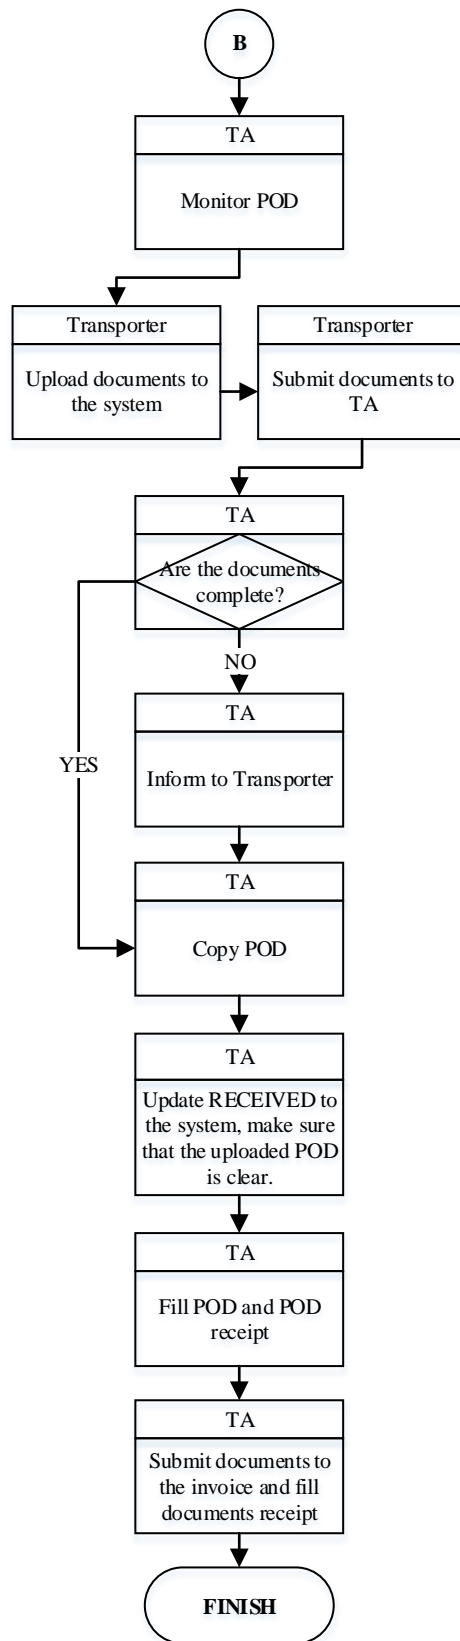 B
TA
Monitor POD
Transporter
Upload documents to
the system
Transporter
Submit documents to
TA
TA
Are the documents
complete?
NO
TA
Inform to Transporter
YES
TA
Copy POD
TA
Update RECEIVED to
the system, make sure
that the uploaded POD
is clear.
TA
Fill POD and POD
receipt
TA
Submit documents to
the invoice and fill
documents receipt
FINISH